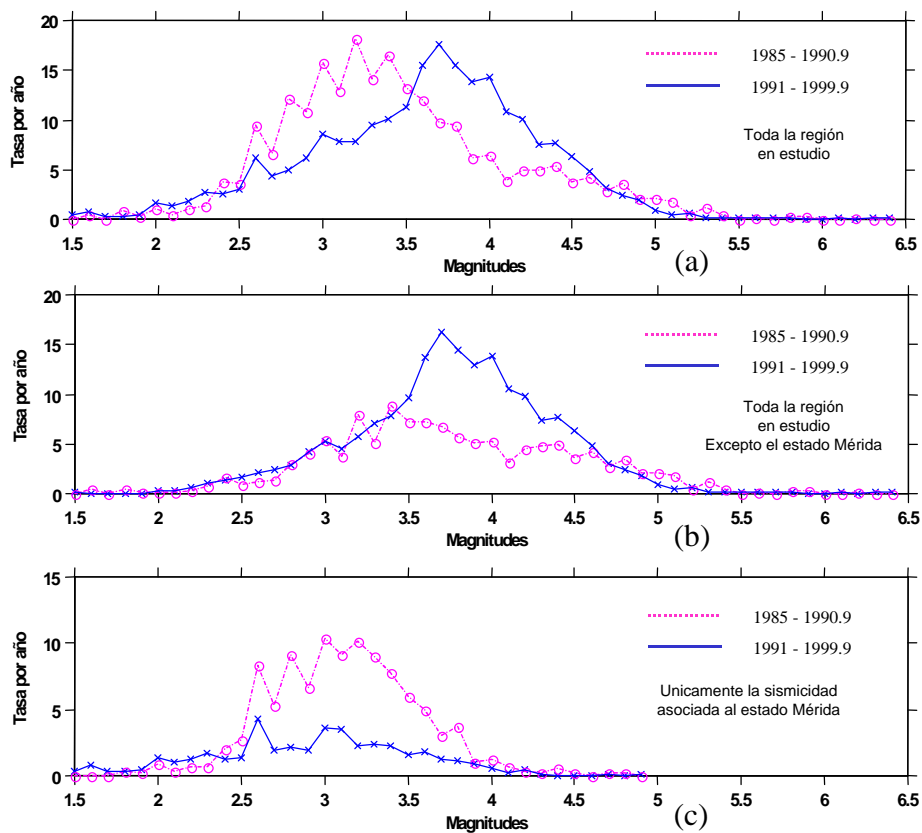 20
15
10
5
0
Tasa por año
1985 - 1990.9
1991 - 1999.9
Toda la región
en estudio
1.5 2 2.5 3 3.5 4 4.5 5 5.5 6 6.5
Magnitudes
(a)
20
15
10
5
0
Tasa por año
1985 - 1990.9
1991 - 1999.9
Toda la región
en estudio
Excepto el estado Mérida
1.5 2 2.5 3 3.5 4 4.5 5 5.5 6 6.5
Magnitudes
(b)
15
10
5
0
Tasa por año
1985 - 1990.9
1991 - 1999.9
Unicamente la sismicidad
asociada al estado Mérida
1.5 2 2.5 3 3.5 4 4.5 5 5.5 6 6.5
Magnitudes
(c)